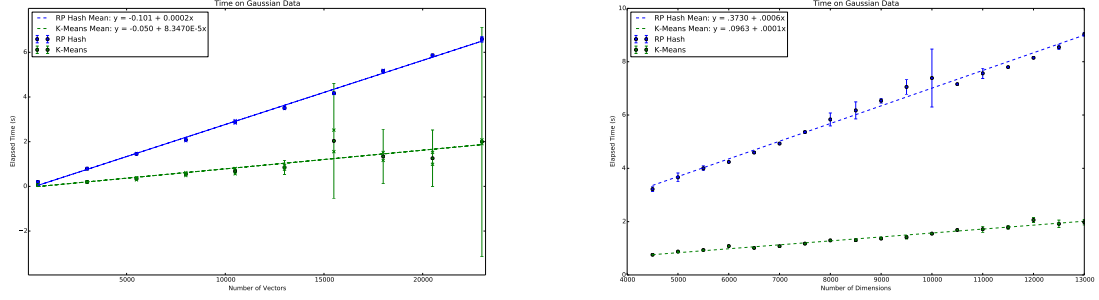 Time on Gaussian Data
RP Hash Mean: y = -0.101 + 0.0002x
K-Means Mean: y = -0.050 + 8.3470E-5x
RP Hash
K-Means
6
4
2
0
−2
Elapsed Time (s)
5000
10000
15000
20000
Number of Vectors
Time on Gaussian Data
RP Hash Mean: y = .3730 + .0006x
K-Means Mean: y = .0963 + .0001x
RP Hash
K-Means
10
8
6
4
2
0
Elapsed Time (s)
4000
5000
6000
7000
8000
9000
10000
11000
12000
13000
Number of Dimensions